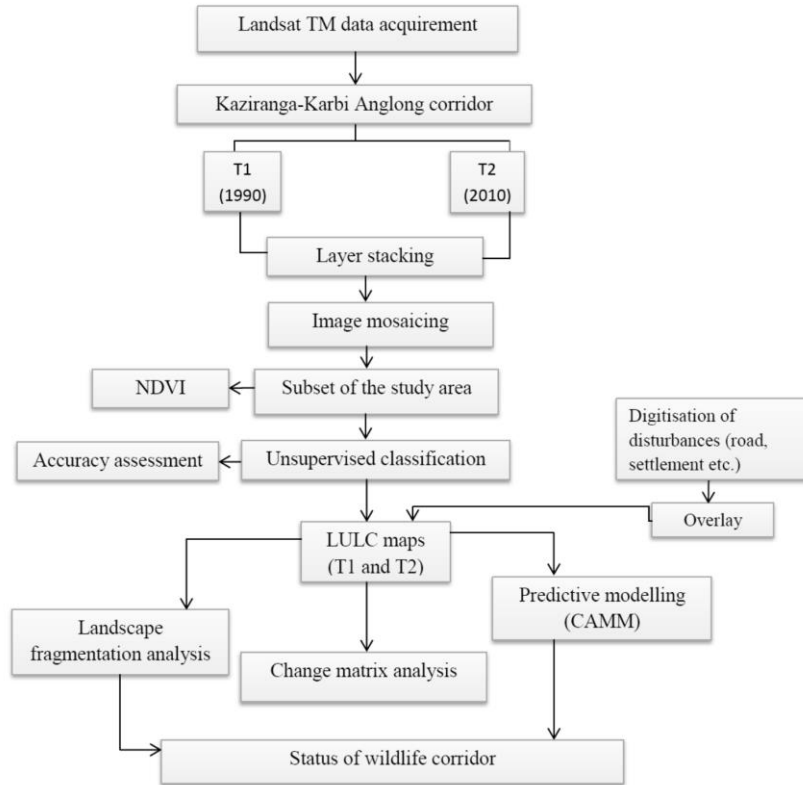 Landsat TM data acquirement
Kaziranga-Karbi Anglong corridor
T1
(1990)
T2
(2010)
Layer stacking
Image mosaicing
NDVI
Subset of the study area
Digitisation of
disturbances (road,
settlement etc.)
Accuracy assessment
Unsupervised classification
Overlay
LULC maps
(T1 and T2)
Predictive modelling
(CAMM)
Landscape
fragmentation analysis
Change matrix analysis
Status of wildlife corridor